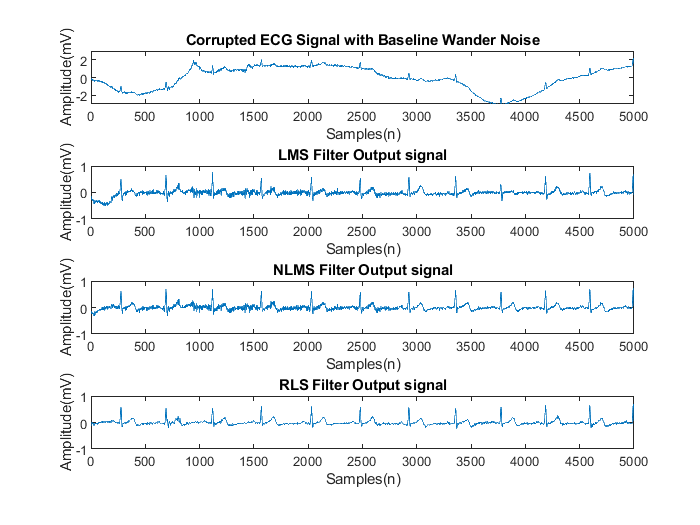 Corrupted ECG Signal with Baseline Wander Noise
Amplitude(mV)
2
0
-2
0 500 1000 1500 2000 2500 3000 3500 4000 4500 5000
Samples(n)
LMS Filter Output signal
Amplitude(mV)
1
0
-1
0 500 1000 1500 2000 2500 3000 3500 4000 4500 5000
Samples(n)
NLMS Filter Output signal
Amplitude(mV)
1
0
-1
0 500 1000 1500 2000 2500 3000 3500 4000 4500 5000
Samples(n)
RLS Filter Output signal
Amplitude(mV)
1
0
-1
0 500 1000 1500 2000 2500 3000 3500 4000 4500 5000
Samples(n)